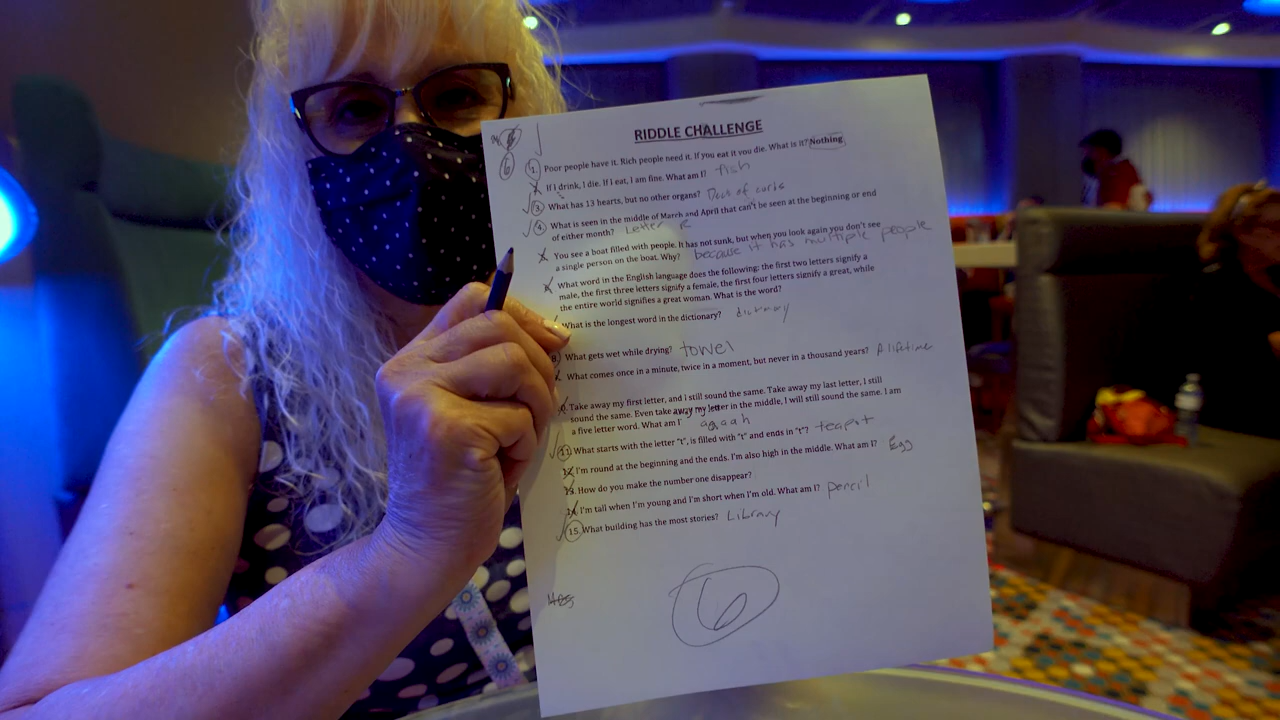 RIDDLE CHALLENGE
6
1. Poor people have it. Rich people need it. If you eat it you die. What is it? Nothing
If I drink, I die. If I eat, I am fine. What am I? fish
3. What has 13 hearts, but no other organs? Deck of cards
4. What is seen in the middle of March and April that can't be seen at the beginning or end
of either month? Letter R
You see a boat filled with people. It has not sunk, but when you look again you don't see
a single person on the boat. Why? because it has multiple people
What word in the English language does the following: the first two letters signify a
male, the first three letters signify a female, the first four letters signify a great, while
the entire world signifies a great woman. What is the word?
What is the longest word in the dictionary?
8. What gets wet while drying? towel
What comes once in a minute, twice in a moment, but never in a thousand years? A lifetime
Take away my first letter, and I still sound the same. Take away my last letter, I still
sound the same. Even take away my letter in the middle, I will still sound the same. I am
a five letter word. What am I
11. What starts with the letter "t", is filled with "t" and ends in "t"? teapot
12. I'm round at the beginning and the ends. I'm also high in the middle. What am I? Egg
13. How do you make the number one disappear?
14. I'm tall when I'm young and I'm short when I'm old. What am I? pencil
15. What building has the most stories? Library
6